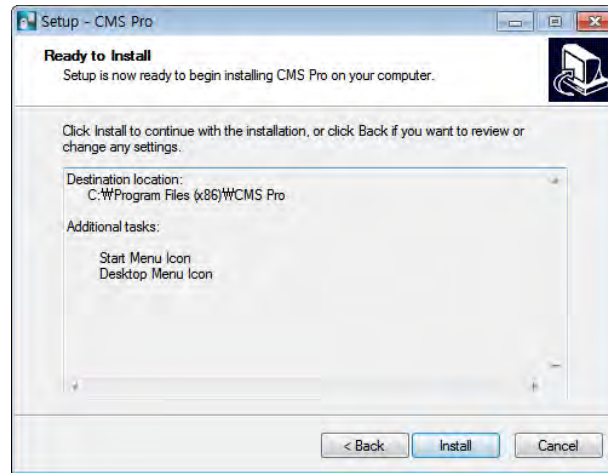 Setup - CMS Pro
Ready to Install
Setup is now ready to begin installing CMS Pro on your computer.
Click Install to continue with the installation, or click Back if you want to review or
change any settings.
Destination location:
C:₩Program Files (x86)₩CMS Pro
Additional tasks:
Start Menu Icon
Desktop Menu Icon
< Back
Install
Cancel